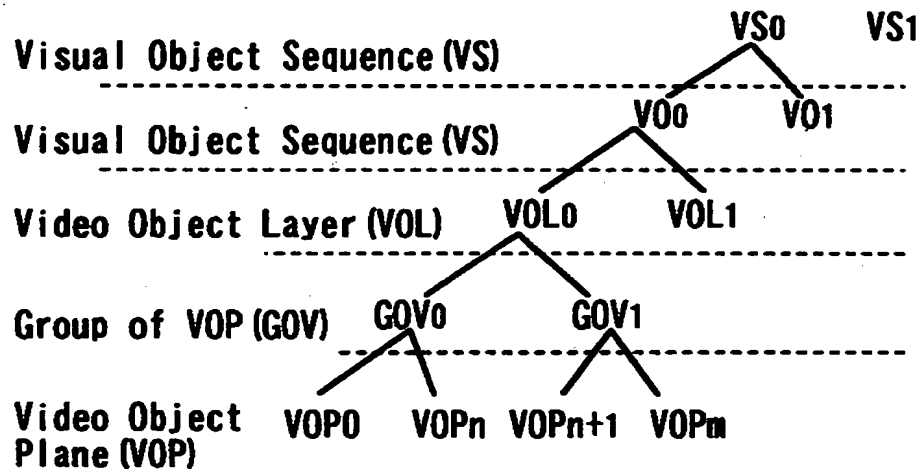 VS0 VS1
Visual Object Sequence(VS)
VO0 VO1
Visual Object Sequence(VS)
Video Object Layer(VOL) VOL0 VOL1
Group of VOP(GOV) GOV0 GOV1
Video Object VOP0 VOPn VOPn+1 VOPm
Plane(VOP)